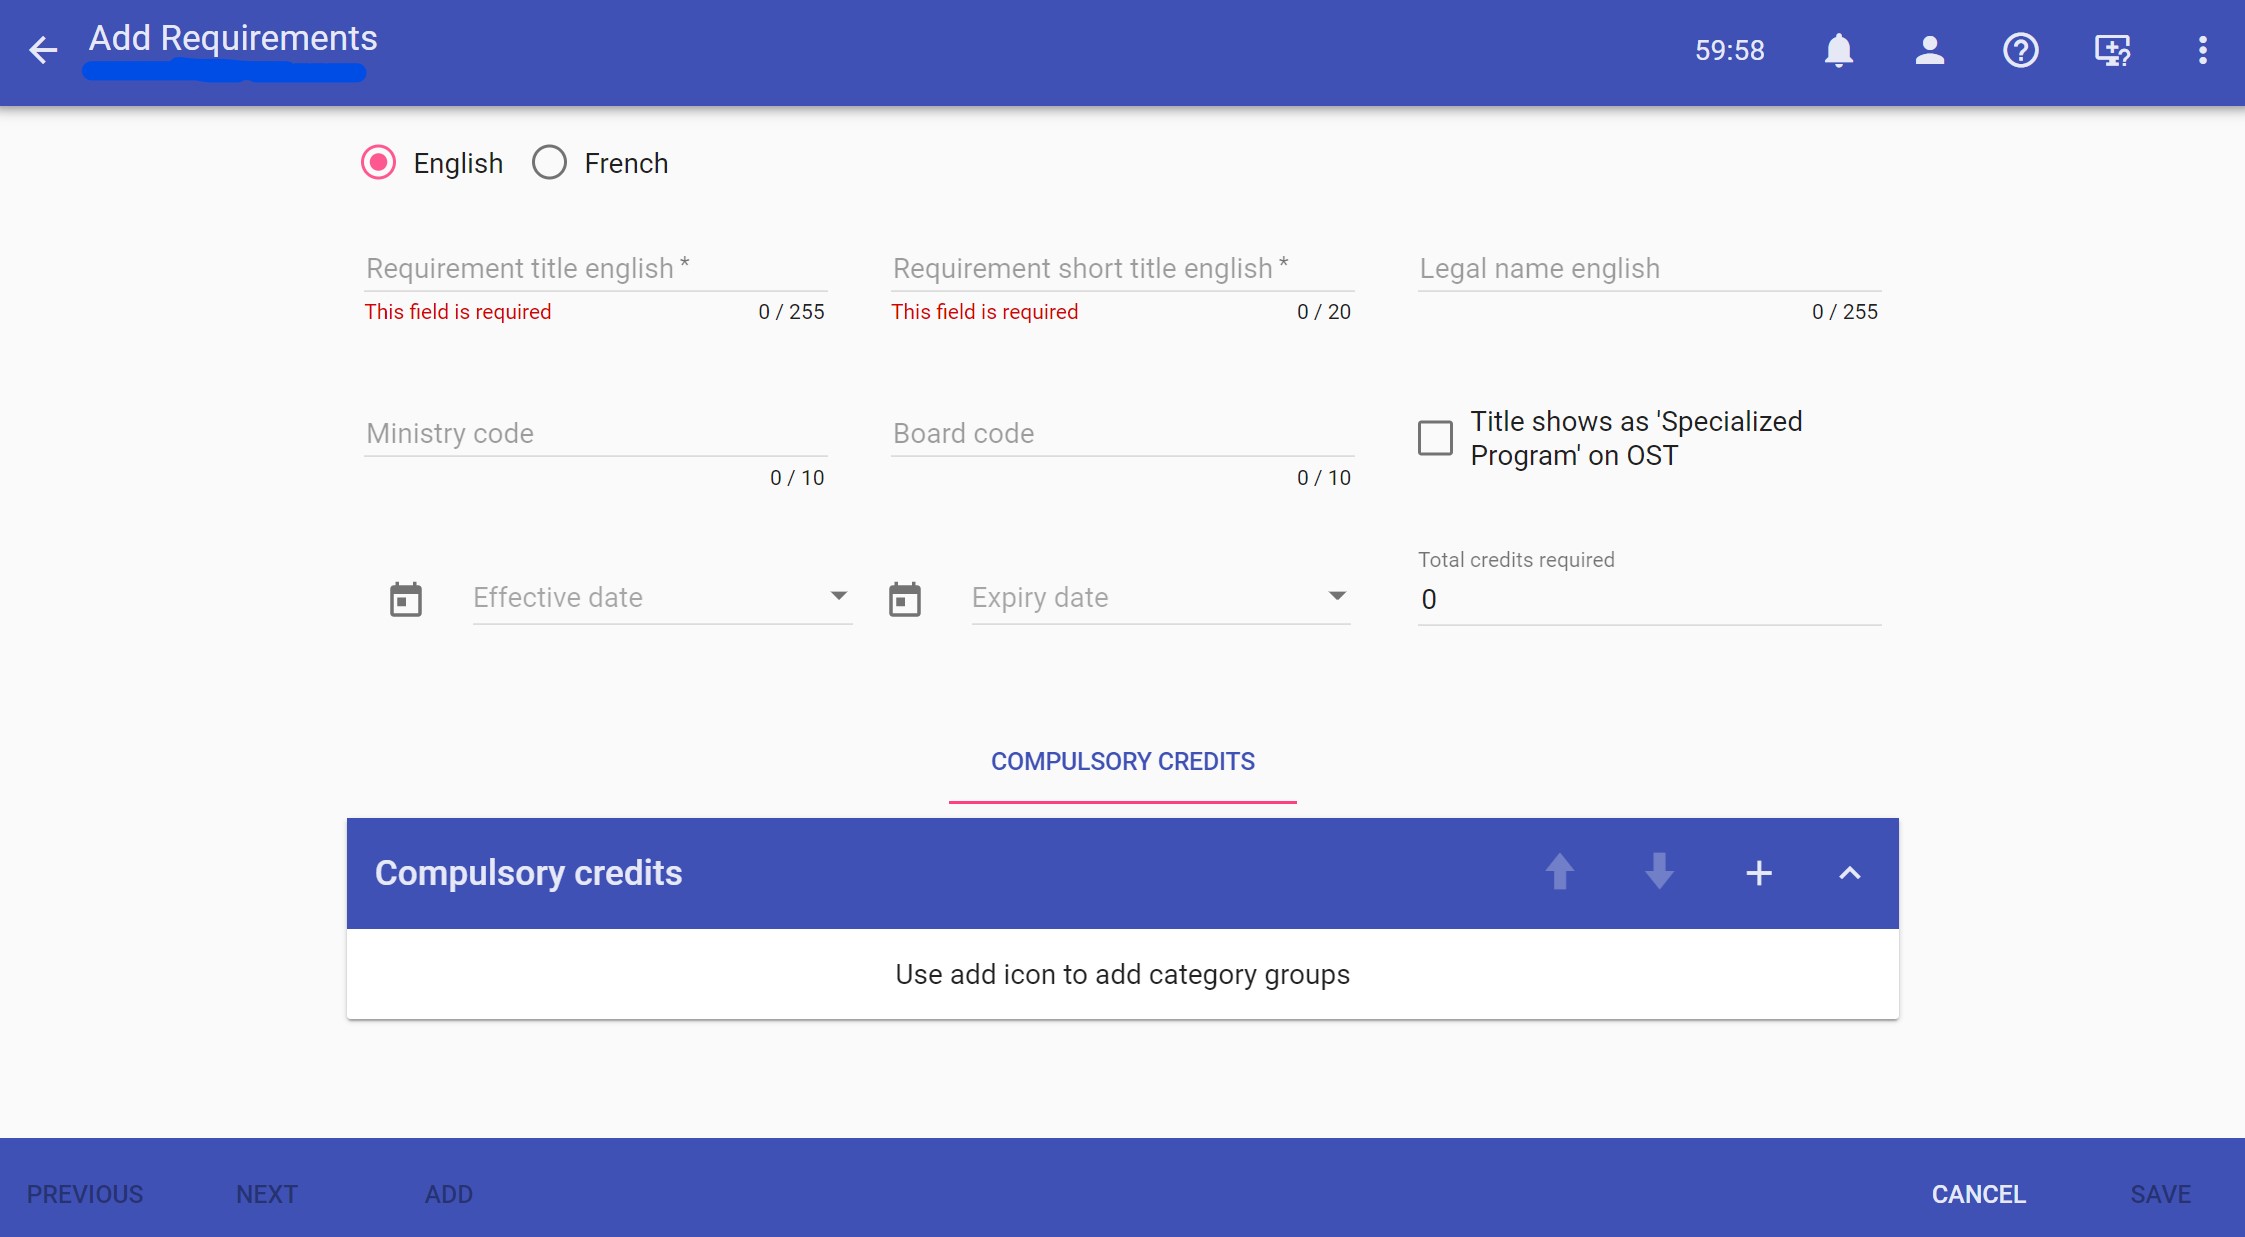 Add Requirements
59:58
English
French
Requirement title english *
This field is required
0 / 255
Requirement short title english *
This field is required
0 / 20
Legal name english
0 / 255
Ministry code
0 / 10
Board code
0 / 10
Title shows as 'Specialized
Program' on OST
Effective date
Expiry date
Total credits required
0
COMPULSORY CREDITS
Compulsory credits
Use add icon to add category groups
PREVIOUS
NEXT
ADD
CANCEL
SAVE